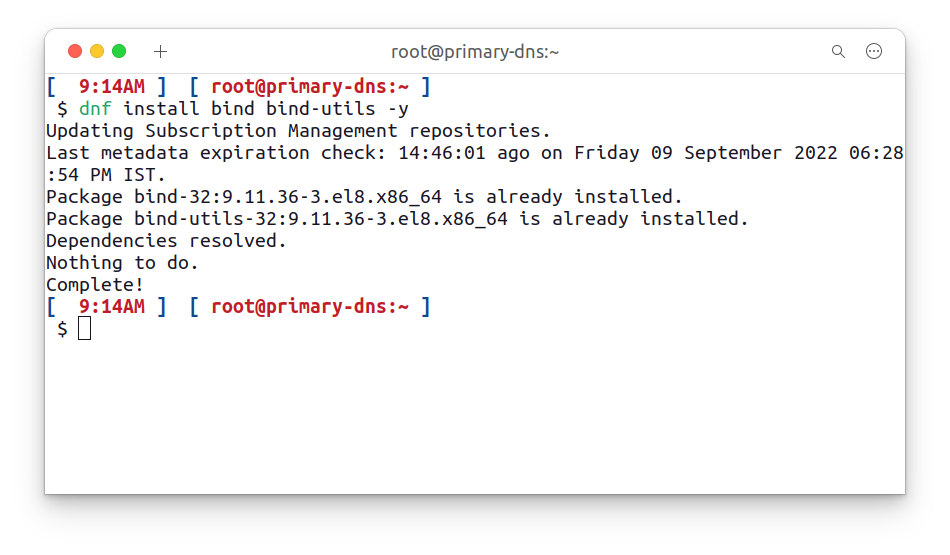 root@primary-dns:~
[  9:14AM ]  [ root@primary-dns:~ ]
 $ dnf install bind bind-utils -y
Updating Subscription Management repositories.
Last metadata expiration check: 14:46:01 ago on Friday 09 September 2022 06:28
:54 PM IST.
Package bind-32:9.11.36-3.el8.x86_64 is already installed.
Package bind-utils-32:9.11.36-3.el8.x86_64 is already installed.
Dependencies resolved.
Nothing to do.
Complete!
[  9:14AM ]  [ root@primary-dns:~ ]
 $